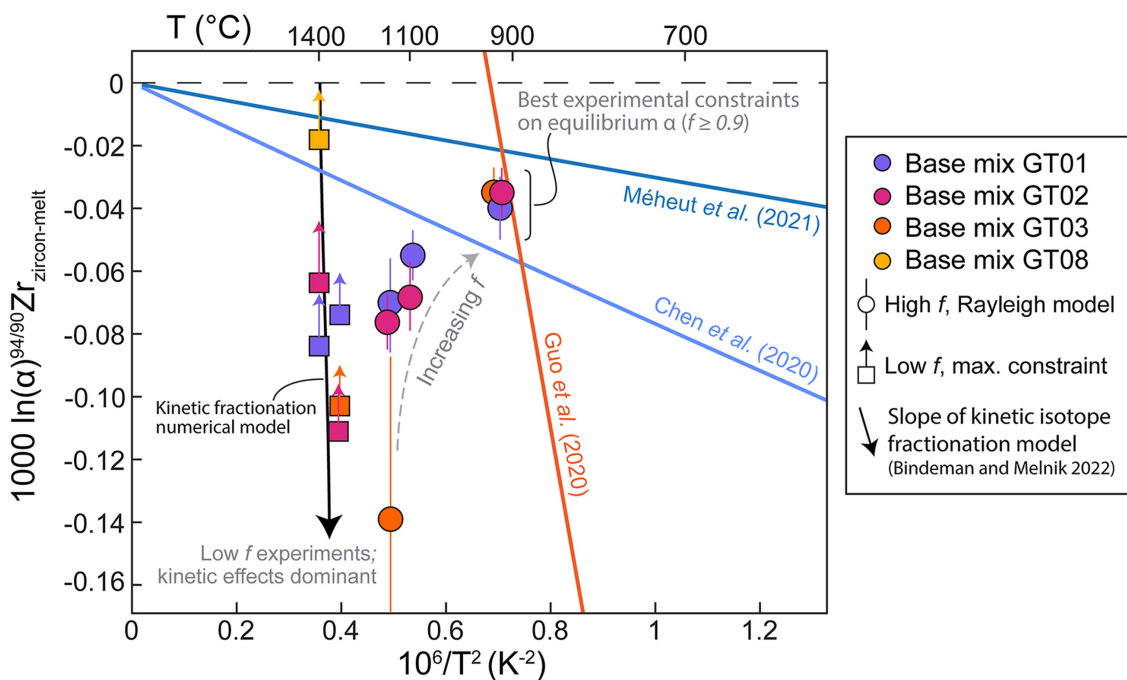 T (°C)
1400 1100 900 700
0
-0.02
-0.04
-0.06
-0.08
-0.10
-0.12
-0.14
-0.16
1000 ln(α)⁹⁴/⁹⁰Zr zircon-melt
Best experimental constraints
on equilibrium α (f ≥ 0.9)
Méheut et al. (2021)
Chen et al. (2020)
Guo et al. (2020)
Increasing f
Kinetic fractionation
numerical model
Low f experiments;
kinetic effects dominant
0 0.2 0.4 0.6 0.8 1 1.2
10⁶/T² (K⁻²)
Base mix GT01
Base mix GT02
Base mix GT03
Base mix GT08
High f, Rayleigh model
Low f, max. constraint
Slope of kinetic isotope
fractionation model
(Bindeman and Melnik 2022)